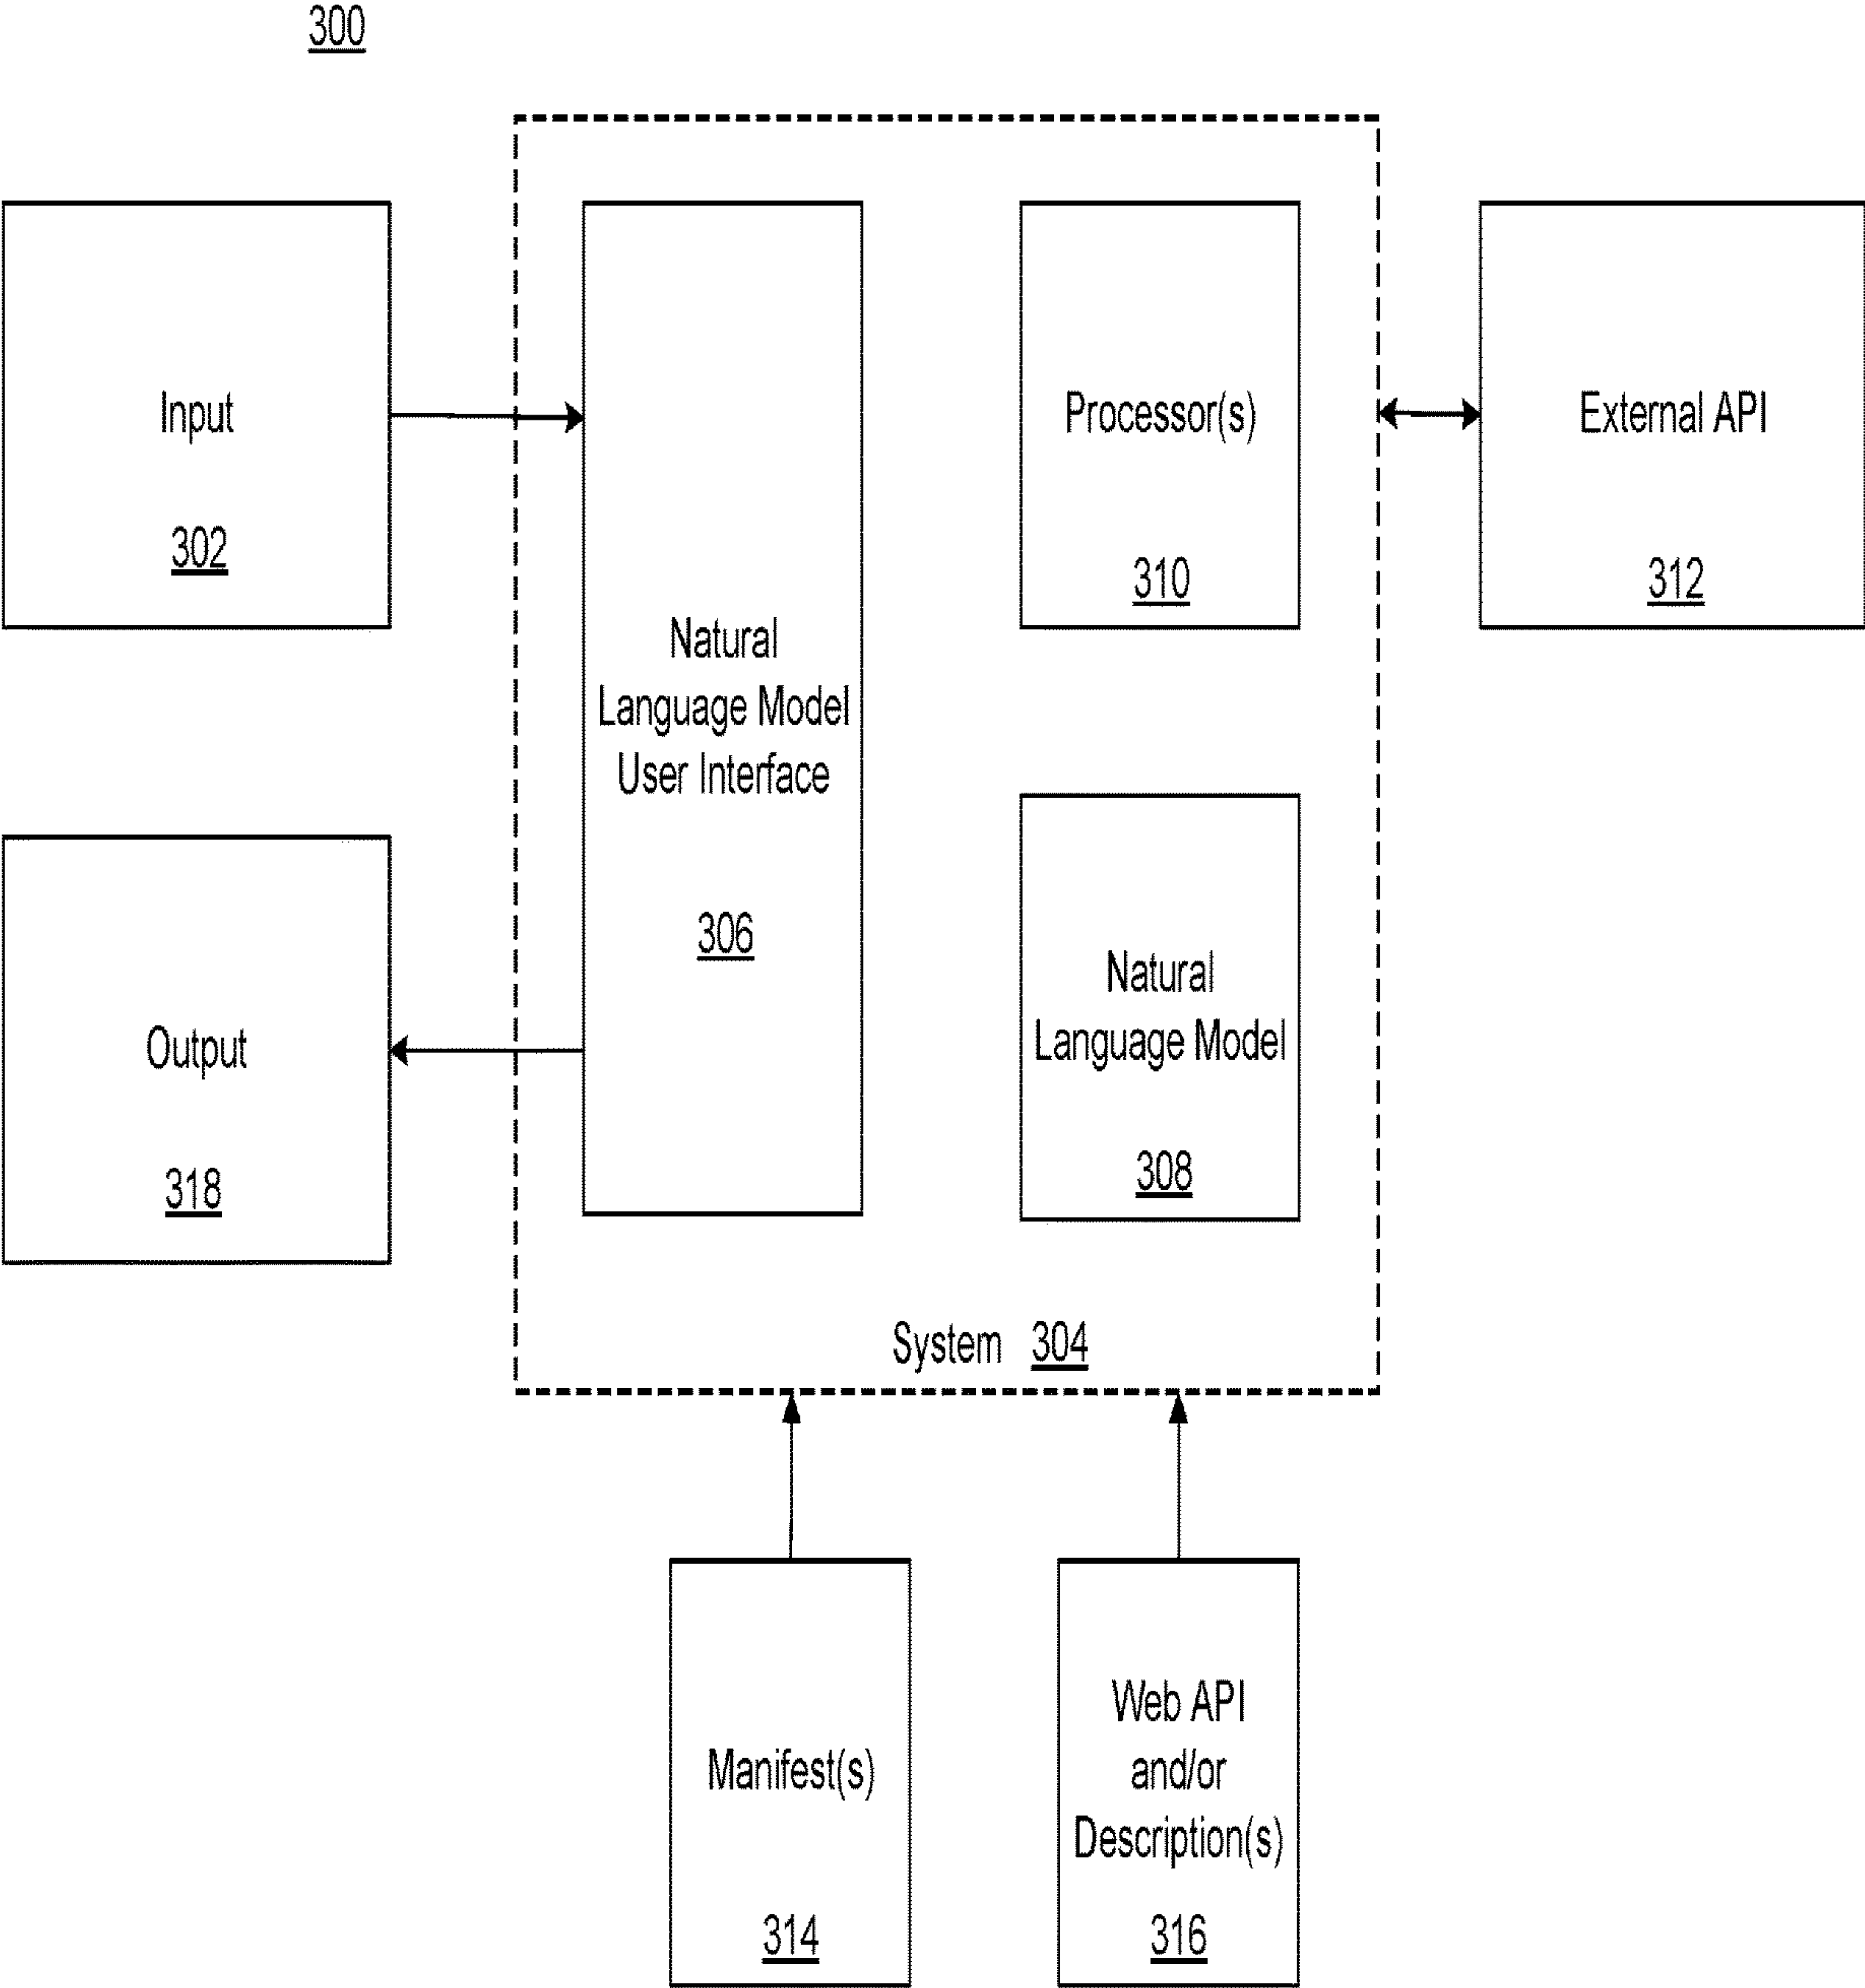 300
Input
302
Natural
Language Model
User Interface
306
Processor(s)
310
External API
312
Output
318
Natural
Language Model
308
System 304
Manifest(s)
314
Web API
and/or
Description(s)
316